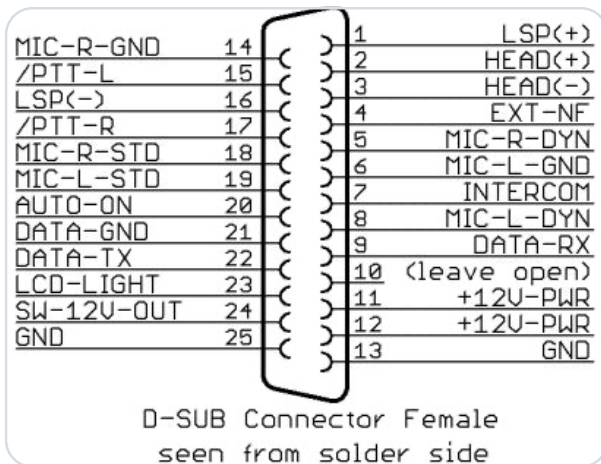 1 LSP(+)
MIC-R-GND 14
2 HEAD(+)
/PTT-L 15
3 HEAD(-)
LSP(-) 16
4 EXT-NF
/PTT-R 17
5 MIC-R-DYN
MIC-R-STD 18
6 MIC-L-GND
MIC-L-STD 19
7 INTERCOM
AUTO-ON 20
8 MIC-L-DYN
DATA-GND 21
9 DATA-RX
DATA-TX 22
10 (leave open)
LCD-LIGHT 23
11 +12V-PWR
SW-12V-OUT 24
12 +12V-PWR
GND 25
13 GND
D-SUB Connector Female
seen from solder side